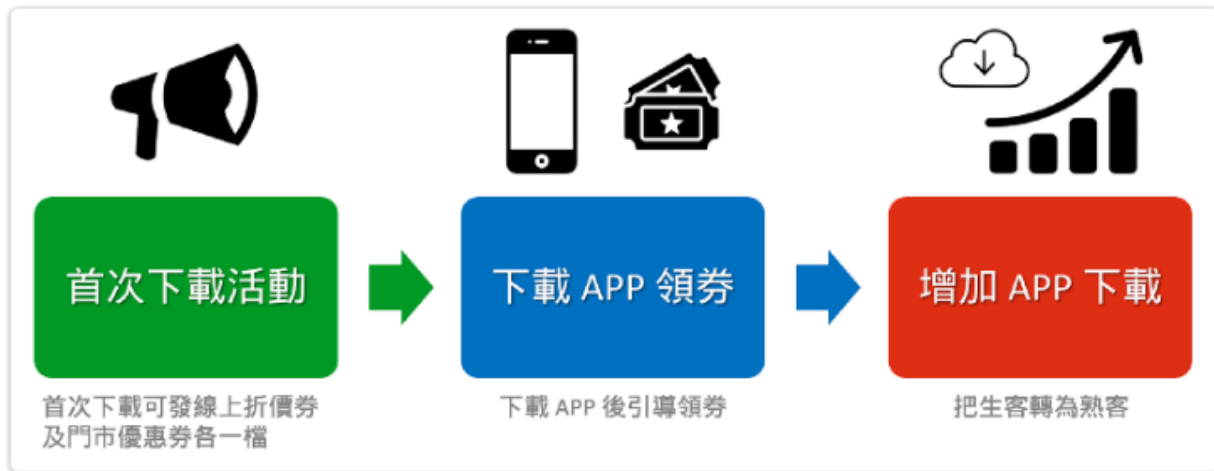 首次下載活動
下載 APP 領券
增加 APP 下載
首次下載可發線上折價券
及門市優惠券各一檔
下載 APP 後引導領券
把生客轉為熟客